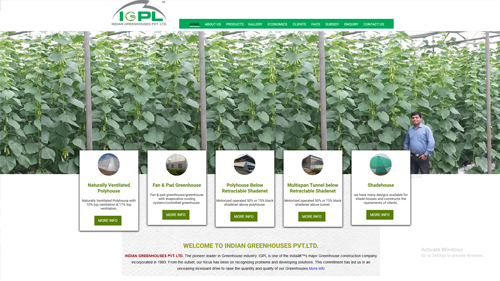 IGPL
INDIAN GREENHOUSES PVT. LTD.
HOME ABOUT US PRODUCTS GALLERY ECONOMICS CLIENTS FAQ'S SUBSIDY ENQUIRY CONTACT US
Naturally Ventilated
Polyhouse
Naturally Ventilated Polyhouse with
10% top ventilation & 17% top
ventilation.
MORE INFO
Fan & Pad Greenhouse
Fan & pad greenhouse/greenhouse
with evaporative cooling
system/controlled greenhouse.
MORE INFO
Polyhouse Below
Retractable Shadenet
Motorized operated 50% or 75% black
shadenet above polyhouse.
MORE INFO
Multispan Tunnel below
Retractable Shadenet
Motorized operated 50% or 75% black
shadenet above tunnel.
MORE INFO
Shadehouse
we have many designs available for
shade houses and constructs the
requirements of clients.
MORE INFO
Activate Windows
Go to Settings to activate Windows.
WELCOME TO INDIAN GREENHOUSES PVT.LTD.
INDIAN GREENHOUSES PVT. LTD. The pioneer leader in Greenhouse industry. IGPL is one of the Indiaâ€™s major Greenhouse construction company,
incorporated in 1993. From the outset, our focus has been on recognizing problems and developing solutions. This commitment has led us in an
unceasing incessant drive to raise the quantity and quality of our Greenhouses More info